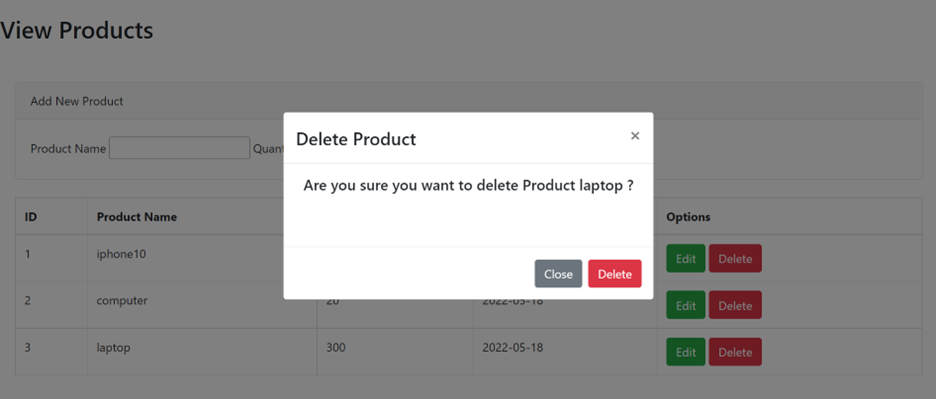 View Products
Add New Product
Product Name Quant
Delete Product ×
Are you sure you want to delete Product laptop ?
Close Delete
ID Product Name Options
1 iphone10 Edit Delete
2 computer 20 2022-05-18 Edit Delete
3 laptop 300 2022-05-18 Edit Delete